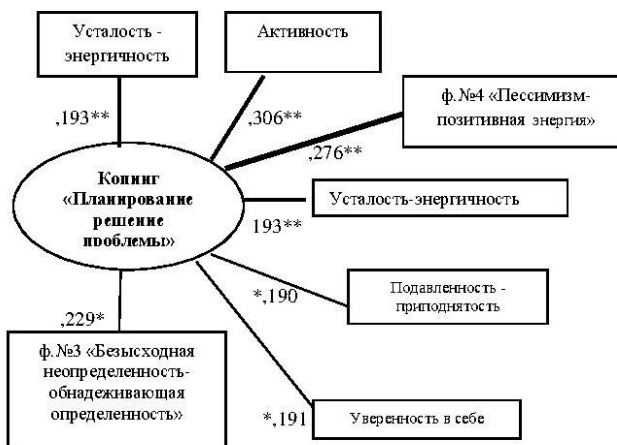 Усталость -
энергичность
Активность
,193**
,306**
ф.№4 «Пессимизм-
позитивная энергия»
,276**
Копинг
«Планирование
решение
проблемы»
Усталость-энергичность
193**
*,190
Подавленность -
приподнятость
,229*
ф.№3 «Безысходная
неопределенность-
обнадеживающая
определенность»
*,191
Уверенность в себе